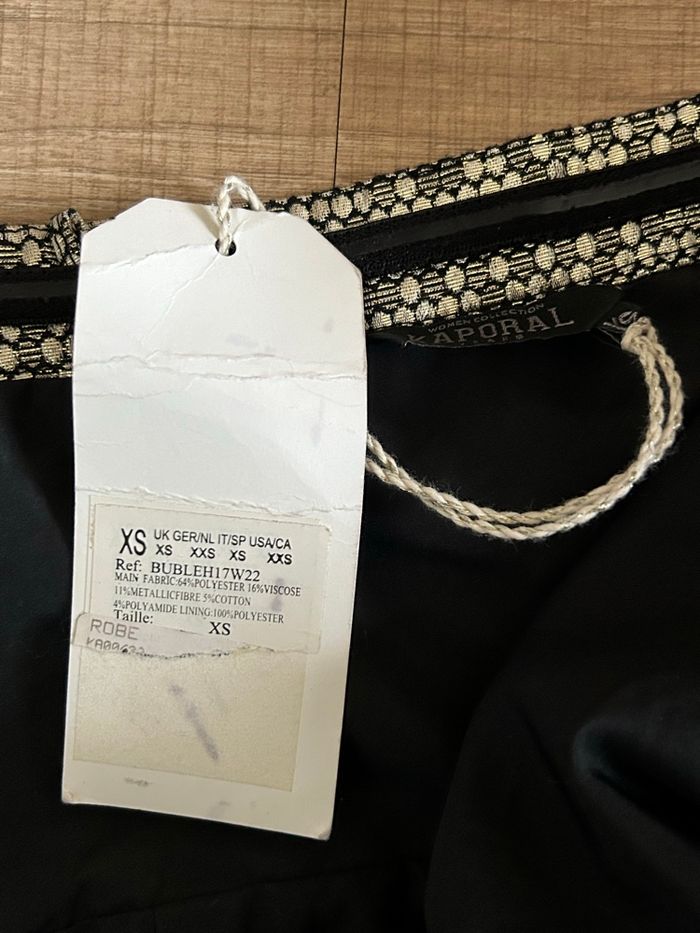 WOMEN COLLECTION
KAPORAL
XS UK GER/NL IT/SP USA/CA
XS XXS XS XXS
Ref: BUBLEH17W22
MAIN FABRIC:64%POLYESTER 16%VISCOSE
11%METALLICFIBRE 5%COTTON
4%POLYAMIDE LINING:100%POLYESTER
Taille: XS
ROBE